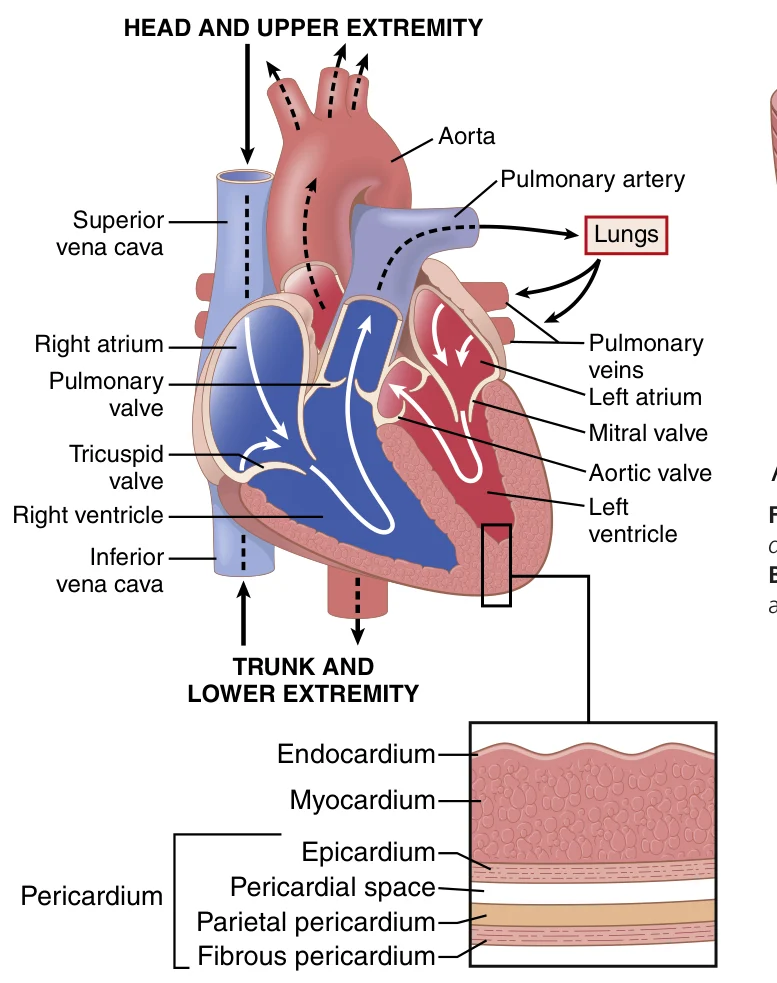 HEAD AND UPPER EXTREMITY
Aorta
Pulmonary artery
Superior
vena cava
Lungs
Right atrium
Pulmonary
valve
Tricuspid
valve
Right ventricle
Inferior
vena cava
Pulmonary
veins
Left atrium
Mitral valve
Aortic valve
Left
ventricle
TRUNK AND
LOWER EXTREMITY
Endocardium
Myocardium
Epicardium
Pericardial space
Pericardium
Parietal pericardium
Fibrous pericardium